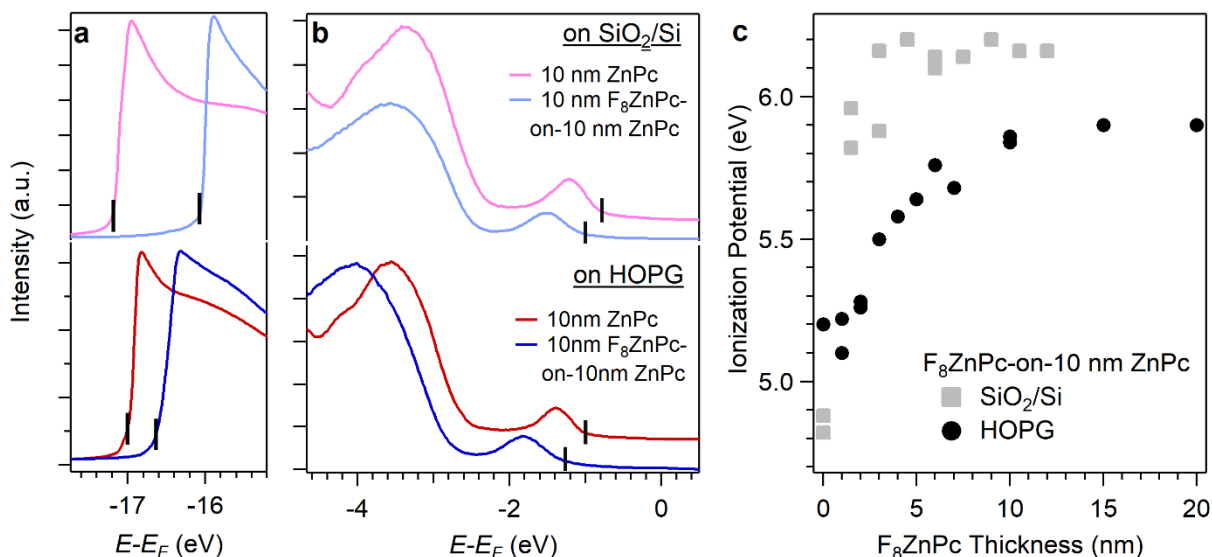 a
Intensity (a.u.)
-17
-16
E-E_F (eV)
b
on SiO₂/Si
10 nm ZnPc
10 nm F₈ZnPc-
on-10 nm ZnPc
on HOPG
10nm ZnPc
10nm F₈ZnPc-
on-10nm ZnPc
-4
-2
0
E-E_F (eV)
c
Ionization Potential (eV)
6.0
5.5
5.0
F₈ZnPc-on-10 nm ZnPc
SiO₂/Si
HOPG
0
5
10
15
20
F₈ZnPc Thickness (nm)